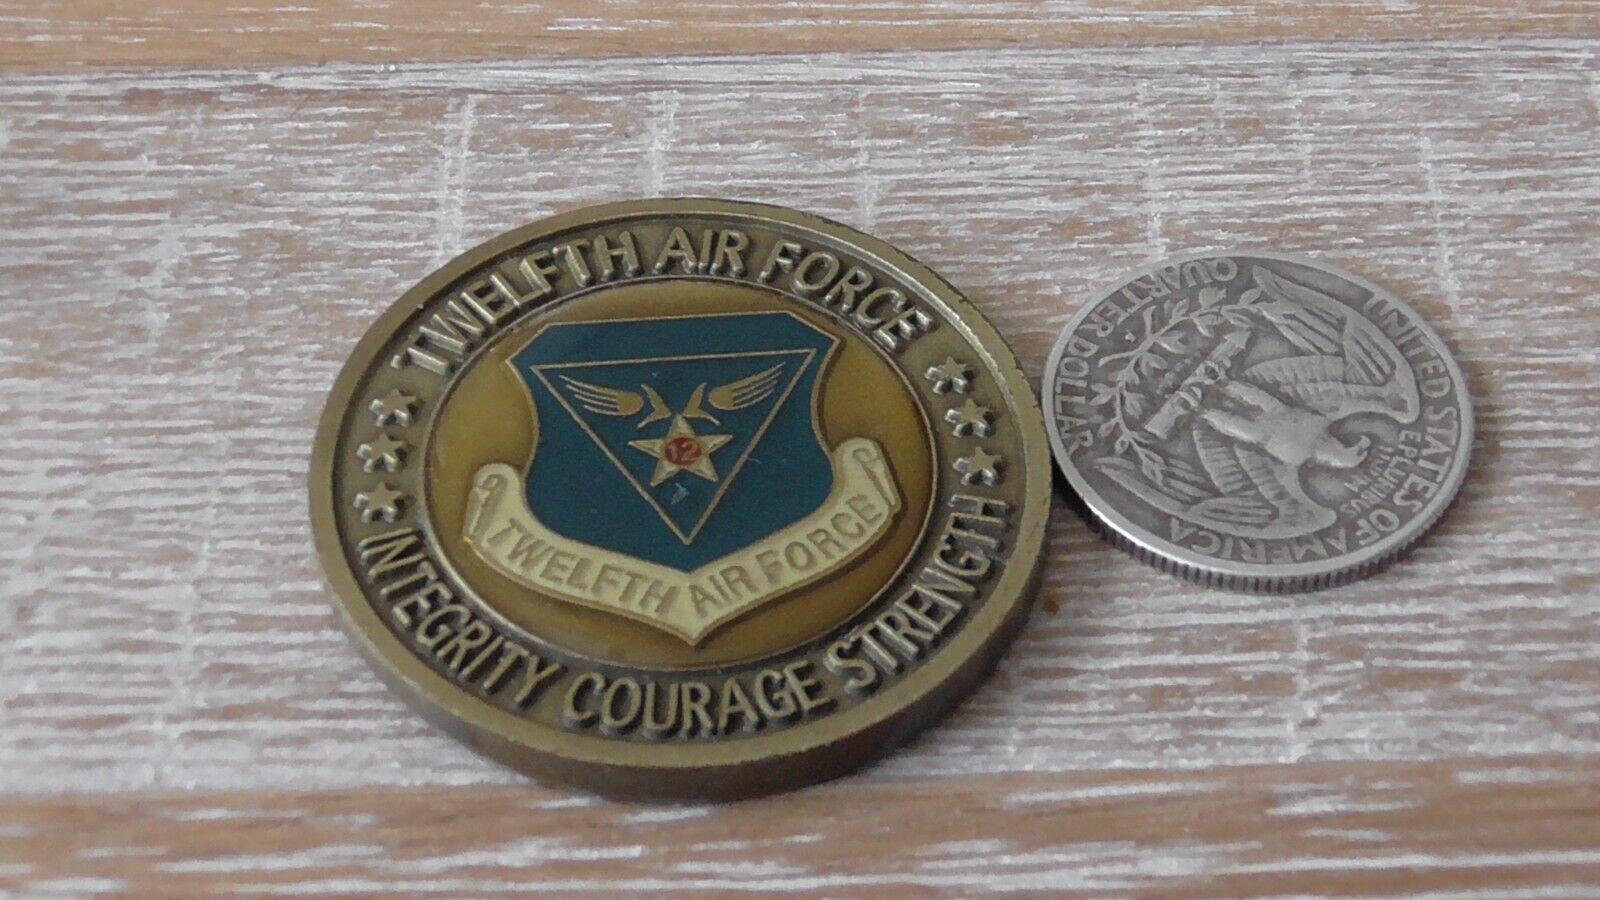 TWELFTH AIR FORCE
12
TWELFTH AIR FORCE
INTEGRITY COURAGE STRENGTH
UNITED STATES OF AMERICA
E PLURIBUS
UNUM
QUARTER DOLLAR